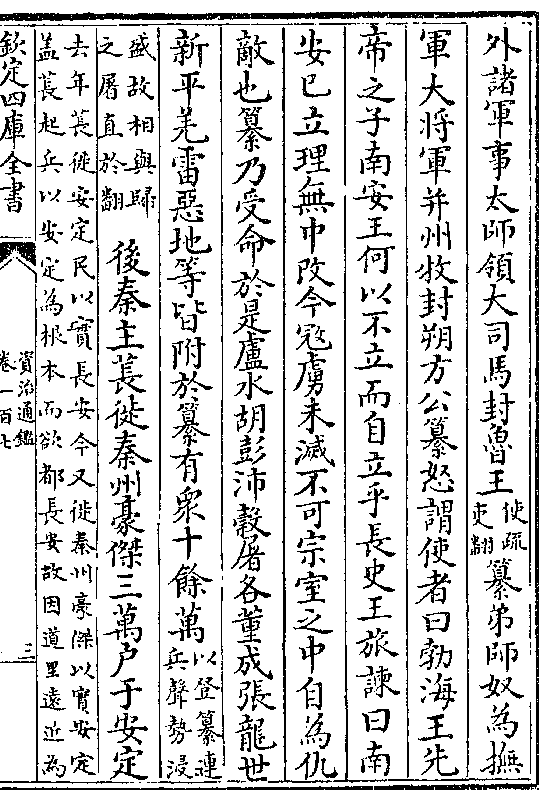 外諸軍事太師領大司馬封魯王使疏吏翻纂弟師奴為撫
軍大將軍并州牧封朔方公纂怒謂使者曰勃海王先
帝之子南安王何以不立而自立乎長史王旅諫曰南
安已立理無中改今寇虜未滅不可宗室之中自為仇
敵也纂乃受命於是盧水胡彭沛穀屠各董成張龍世
新平羌雷惡地等皆附於纂有眾十餘萬以登纂連兵聲勢浸
盛故相與歸之屠直於翻後秦主萇徙秦州豪傑三萬户于安定
去年萇徙安定民以實長安今又徙秦州豪傑以實安定
蓋萇起兵以安定為根本而欲都長安故因道里遠近為
欽定四庫全書
資治通鑑
卷一百七
三